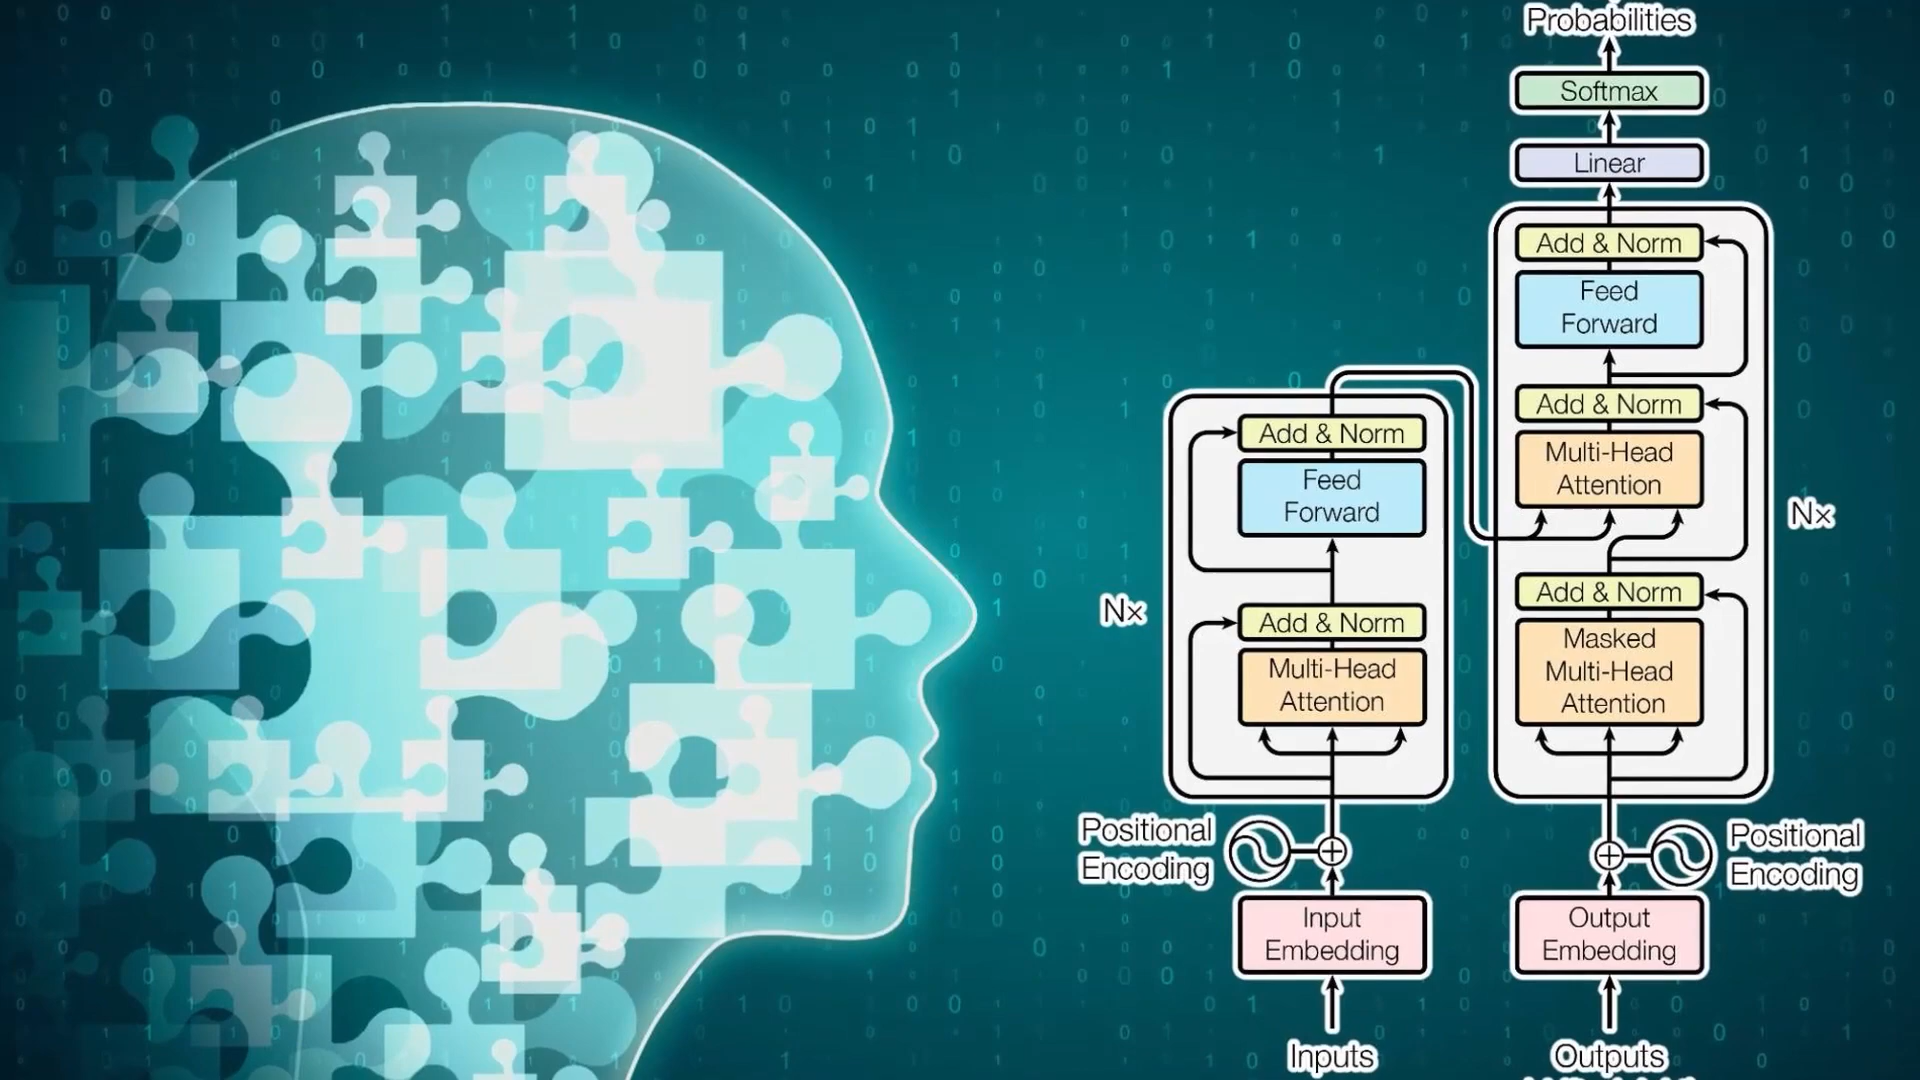 Probabilities
Softmax
Linear
Add & Norm
Feed
Forward
Add & Norm
Multi-Head
Attention
Nx
Add & Norm
Masked
Multi-Head
Attention
Add & Norm
Feed
Forward
Nx
Add & Norm
Multi-Head
Attention
Positional
Encoding
Positional
Encoding
Input
Embedding
Output
Embedding
Inputs
Outputs